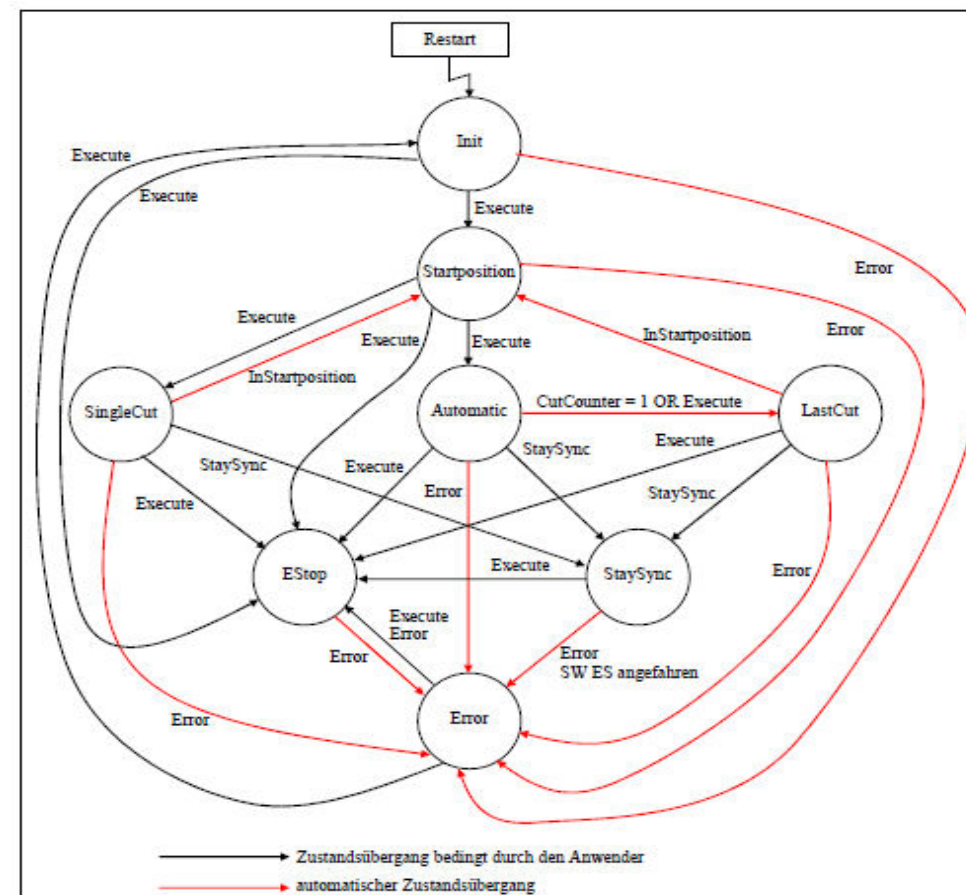 Restart
Init
Execute
Execute
Execute
Startposition
Error
Execute
Execute
Execute
InStartposition
Error
InStartposition
SingleCut
Automatic
CutCounter = 1 OR Execute
LastCut
StaySync
Execute
StaySync
Execute
Execute
Error
StaySync
EStop
Execute
StaySync
Error
Execute
Error
Error
Error
SW ES angefahren
Error
Error
Zustandsübergang bedingt durch den Anwender
automatischer Zustandsübergang